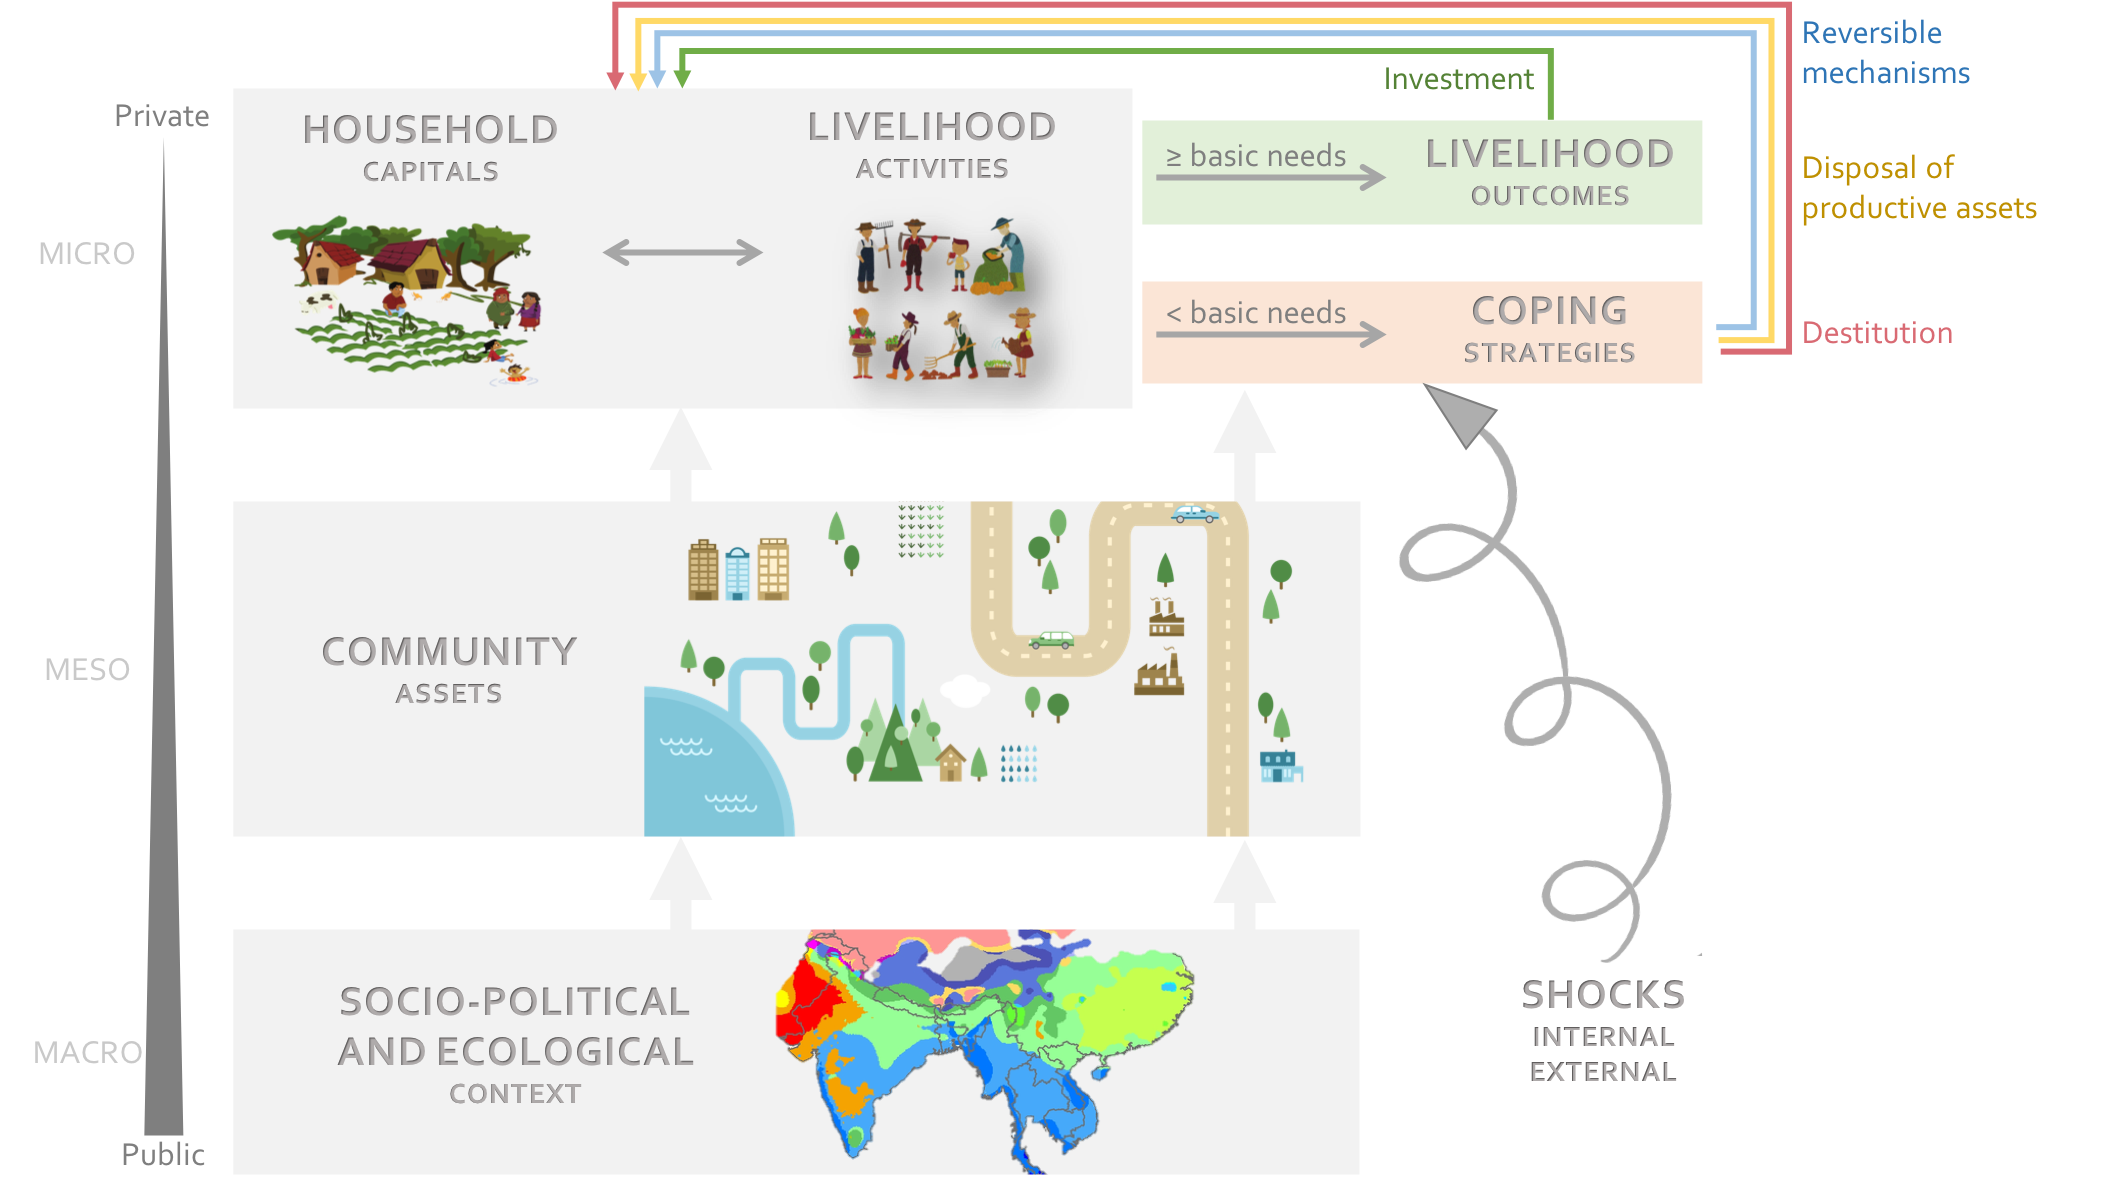 Reversible
mechanisms
Investment
Private
HOUSEHOLD
CAPITALS
LIVELIHOOD
ACTIVITIES
≥ basic needs
LIVELIHOOD
OUTCOMES
Disposal of
productive assets
MICRO
< basic needs
COPING
STRATEGIES
Destitution
MESO
COMMUNITY
ASSETS
MACRO
SOCIO-POLITICAL
AND ECOLOGICAL
CONTEXT
SHOCKS
INTERNAL
EXTERNAL
Public